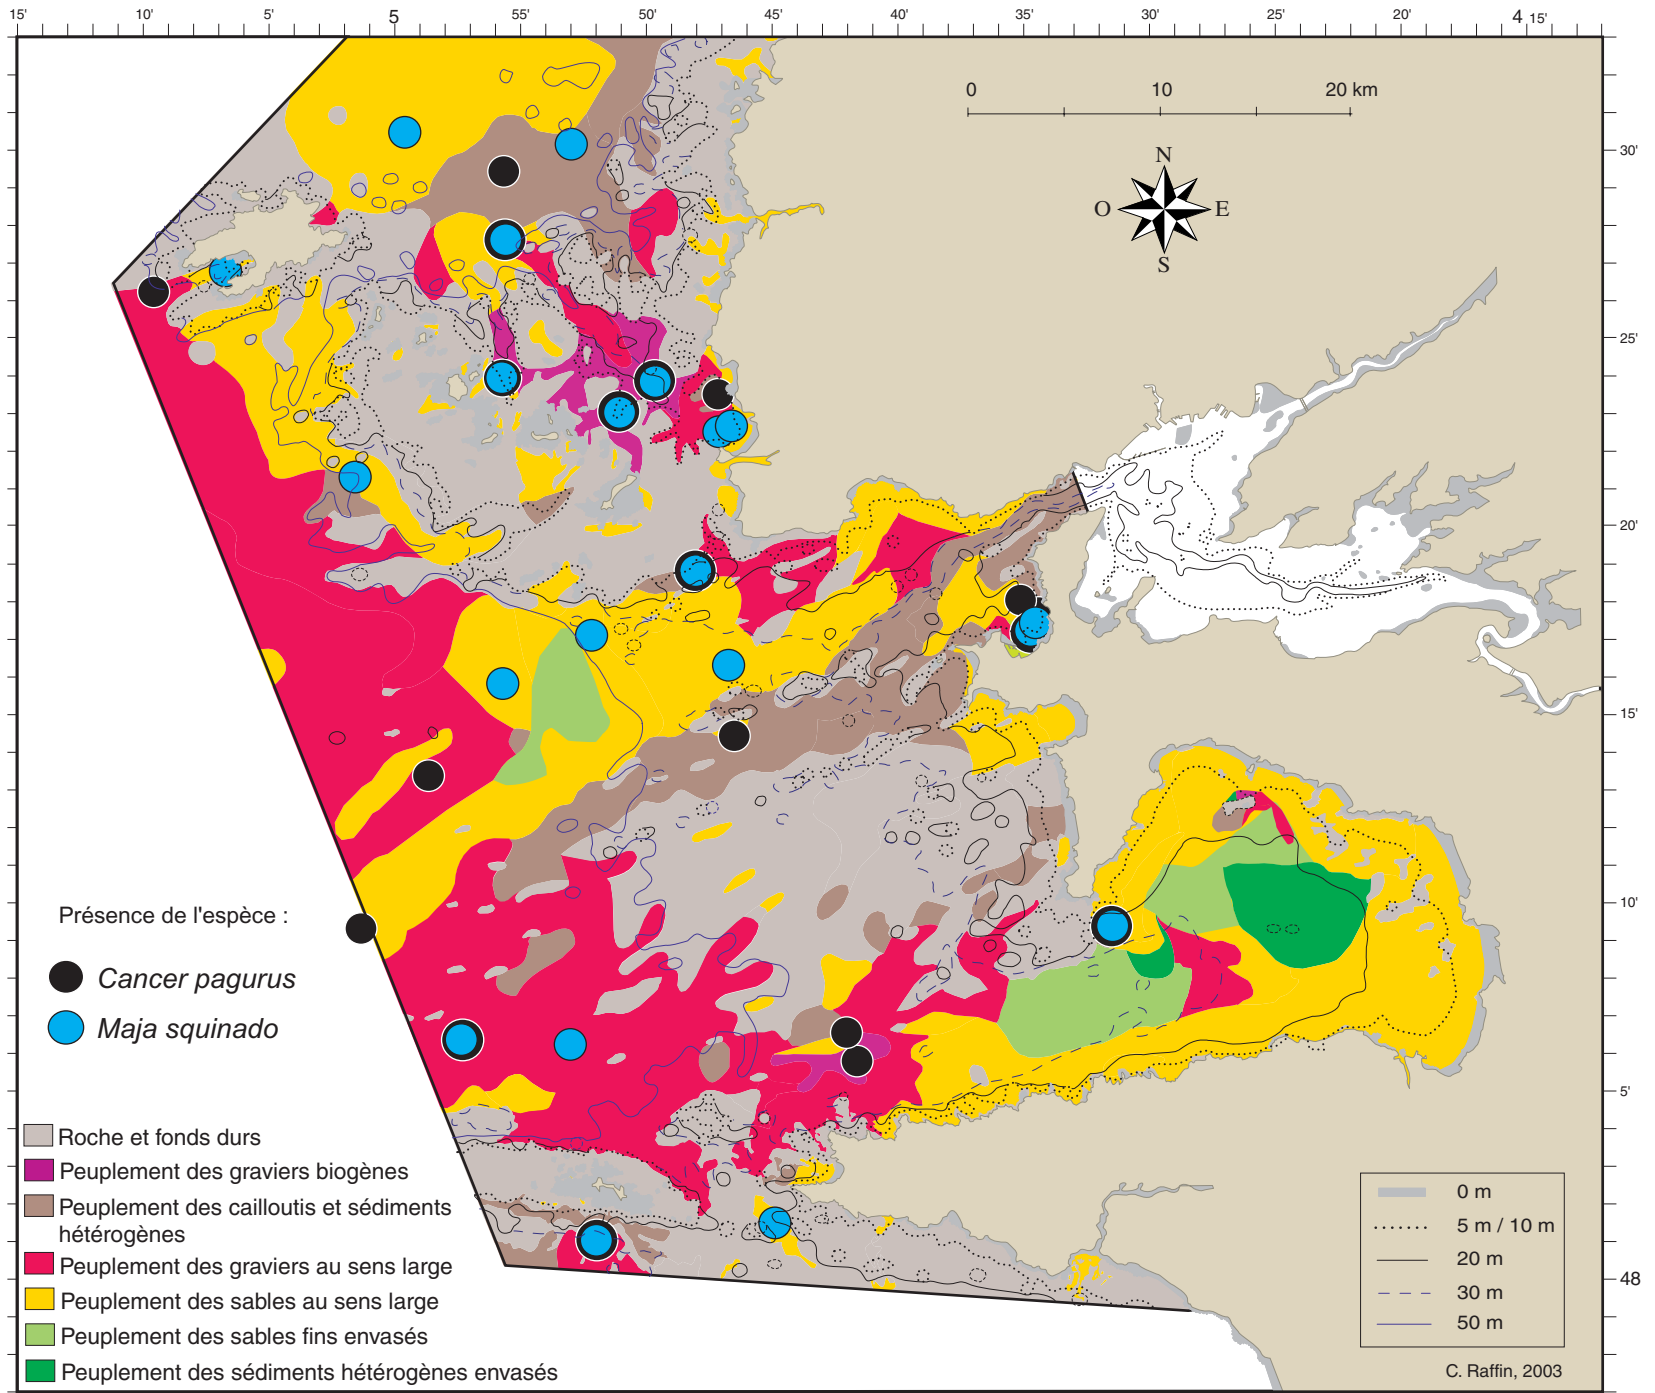 15' 10' 5' 5 55' 50' 45' 40' 35' 30' 25' 20' 4 15'
0 10 20 km
N
O E
S
30'
25'
20'
15'
10'
5'
48
Présence de l'espèce :
Cancer pagurus
Maja squinado
Roche et fonds durs
Peuplement des graviers biogènes
Peuplement des cailloutis et sédiments
hétérogènes
Peuplement des graviers au sens large
Peuplement des sables au sens large
Peuplement des sables fins envasés
Peuplement des sédiments hétérogènes envasés
0 m
5 m / 10 m
20 m
30 m
50 m
C. Raffin, 2003